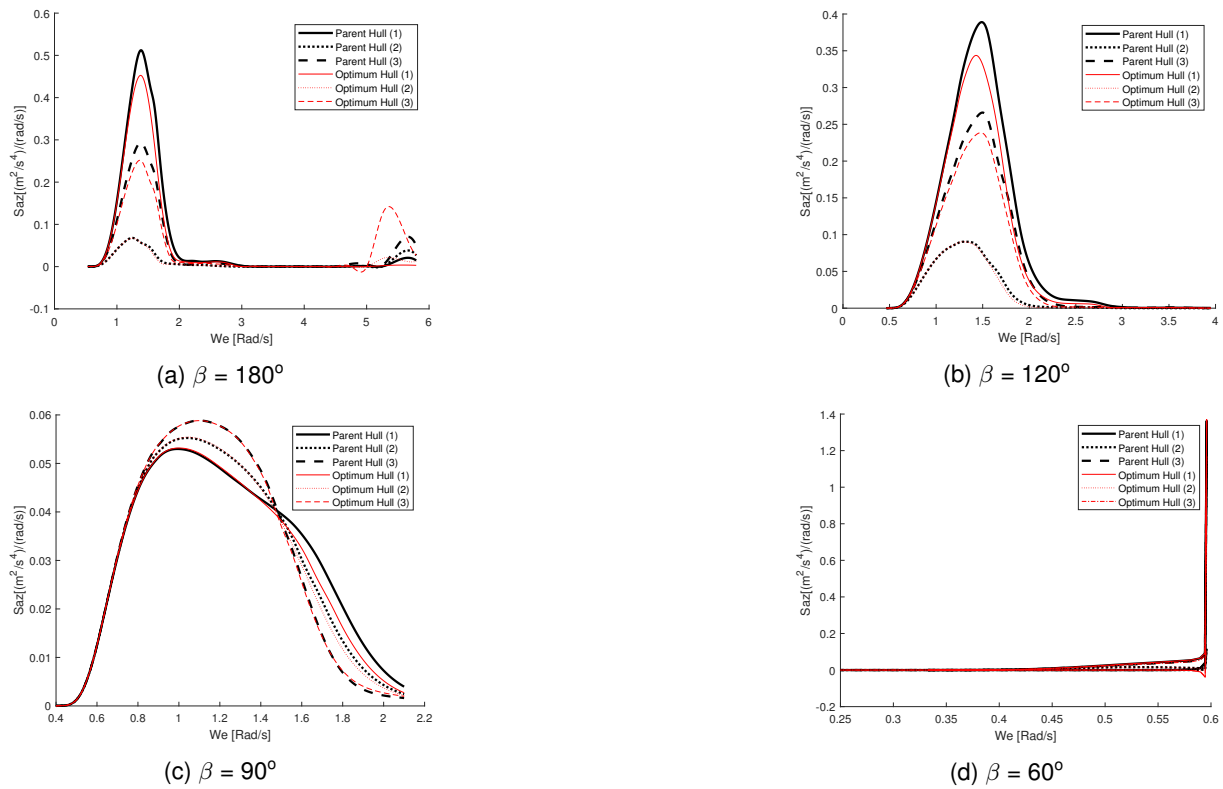 0.6
0.5
0.4
0.3
0.2
0.1
0
-0.1
Saz[(m²/s⁴)/(rad/s)]
0 1 2 3 4 5 6
We [Rad/s]
Parent Hull (1)
Parent Hull (2)
Parent Hull (3)
Optimum Hull (1)
Optimum Hull (2)
Optimum Hull (3)
(a) β = 180º
0.4
0.35
0.3
0.25
0.2
0.15
0.1
0.05
0
Saz[(m²/s⁴)/(rad/s)]
0 0.5 1 1.5 2 2.5 3 3.5 4
We [Rad/s]
Parent Hull (1)
Parent Hull (2)
Parent Hull (3)
Optimum Hull (1)
Optimum Hull (2)
Optimum Hull (3)
(b) β = 120º
0.06
0.05
0.04
0.03
0.02
0.01
0
Saz[(m²/s⁴)/(rad/s)]
0.4 0.6 0.8 1 1.2 1.4 1.6 1.8 2 2.2
We [Rad/s]
Parent Hull (1)
Parent Hull (2)
Parent Hull (3)
Optimum Hull (1)
Optimum Hull (2)
Optimum Hull (3)
(c) β = 90º
1.4
1.2
1
0.8
0.6
0.4
0.2
0
-0.2
Saz[(m²/s⁴)/(rad/s)]
0.25 0.3 0.35 0.4 0.45 0.5 0.55 0.6
We [Rad/s]
Parent Hull (1)
Parent Hull (2)
Parent Hull (3)
Optimum Hull (1)
Optimum Hull (2)
Optimum Hull (3)
(d) β = 60º